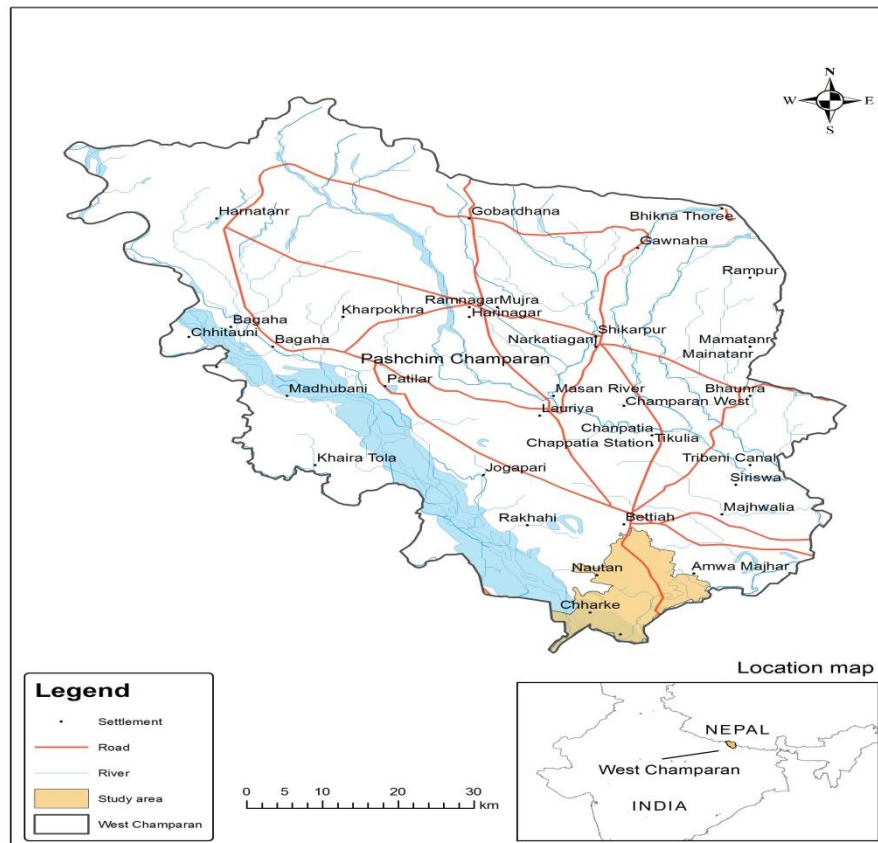 N
W E
S
Harnatanr
Gobardhana
Bhikna Thoree
Gawnaha
Rampur
Ramnagar Mujra
Kharpokhra
Harinagar
Bagaha
Chhitauni
Bagaha
Shikarpur
Narkatiaganj
Mamatanr
Mainatanr
Pashchim Champaran
Patilar
Madhubani
Masan River
Bhaunra
Champaran West
Lauriya
Chanpatia
Chappatia Station
Tikulia
Khaira Tola
Jogapari
Tribeni Canal
Siriswa
Rakhahi
Bettiah
Majhwalia
Nautan
Amwa Majhar
Chharke
Location map
Legend
Settlement
Road
River
Study area
West Champaran
0 10 20 30 40
km
NEPAL
West Champaran
INDIA